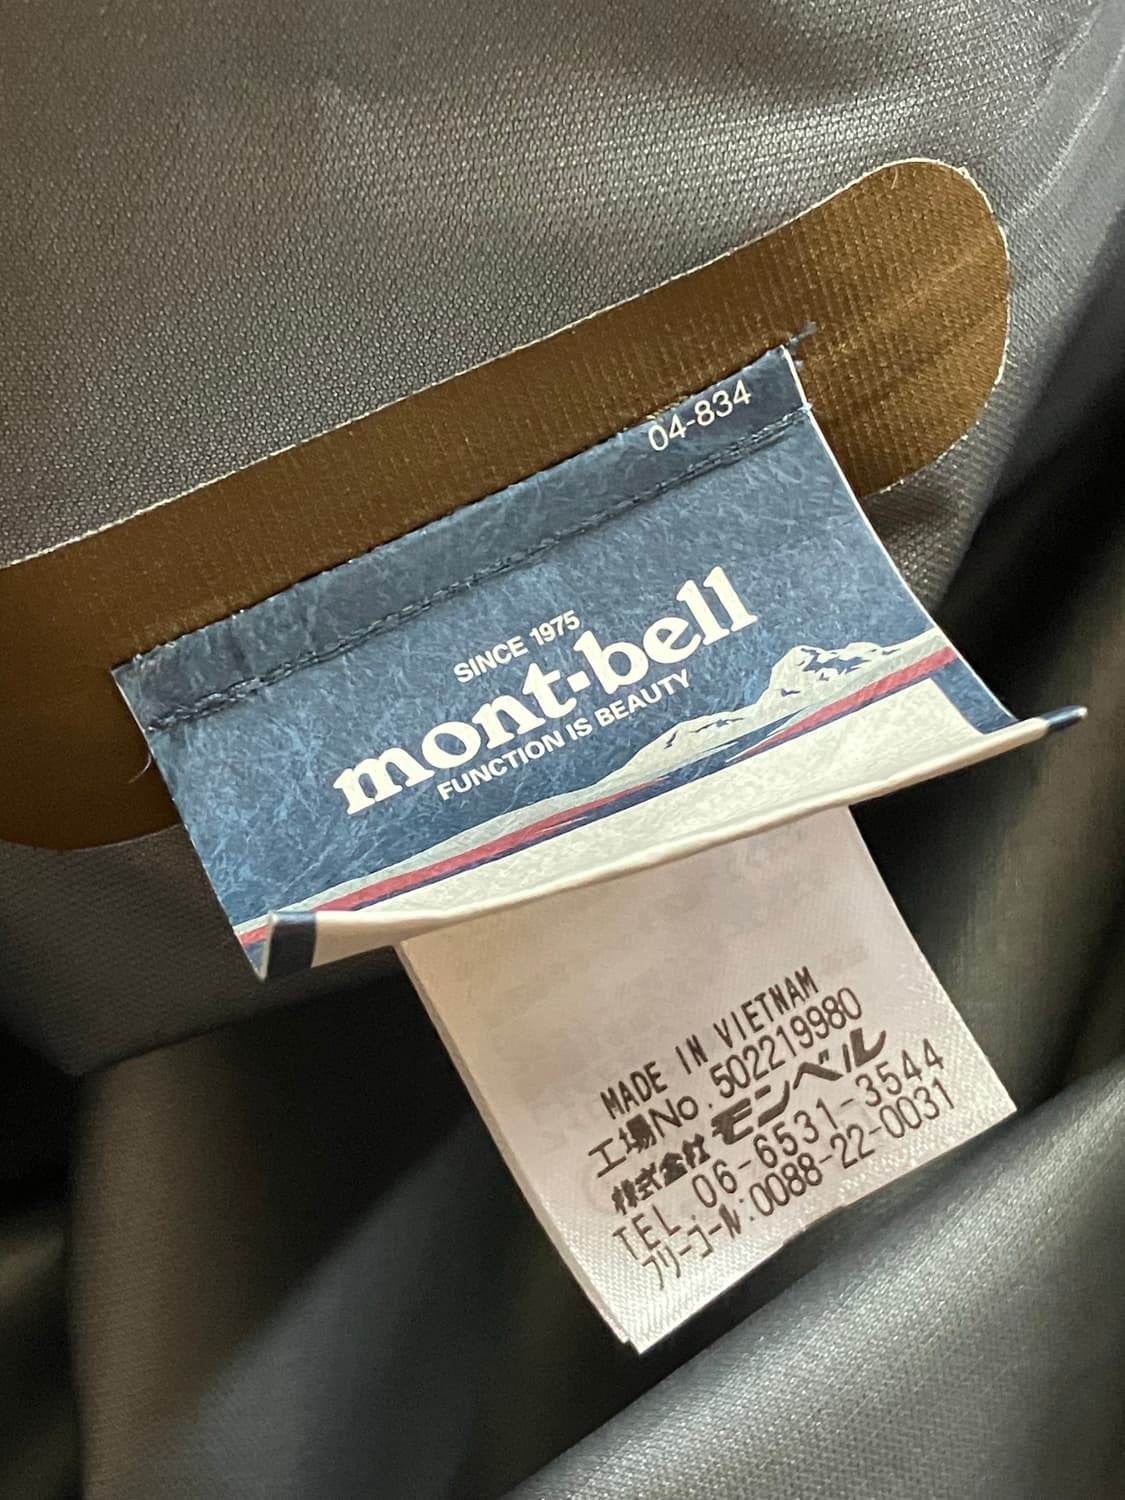 04-834
SINCE 1975
mont-bell
FUNCTION IS BEAUTY
MADE IN VIETNAM
工場No.502219980
株式会社 モンベル
TEL.06-6531-3544
フリーコール:0088-22-0031